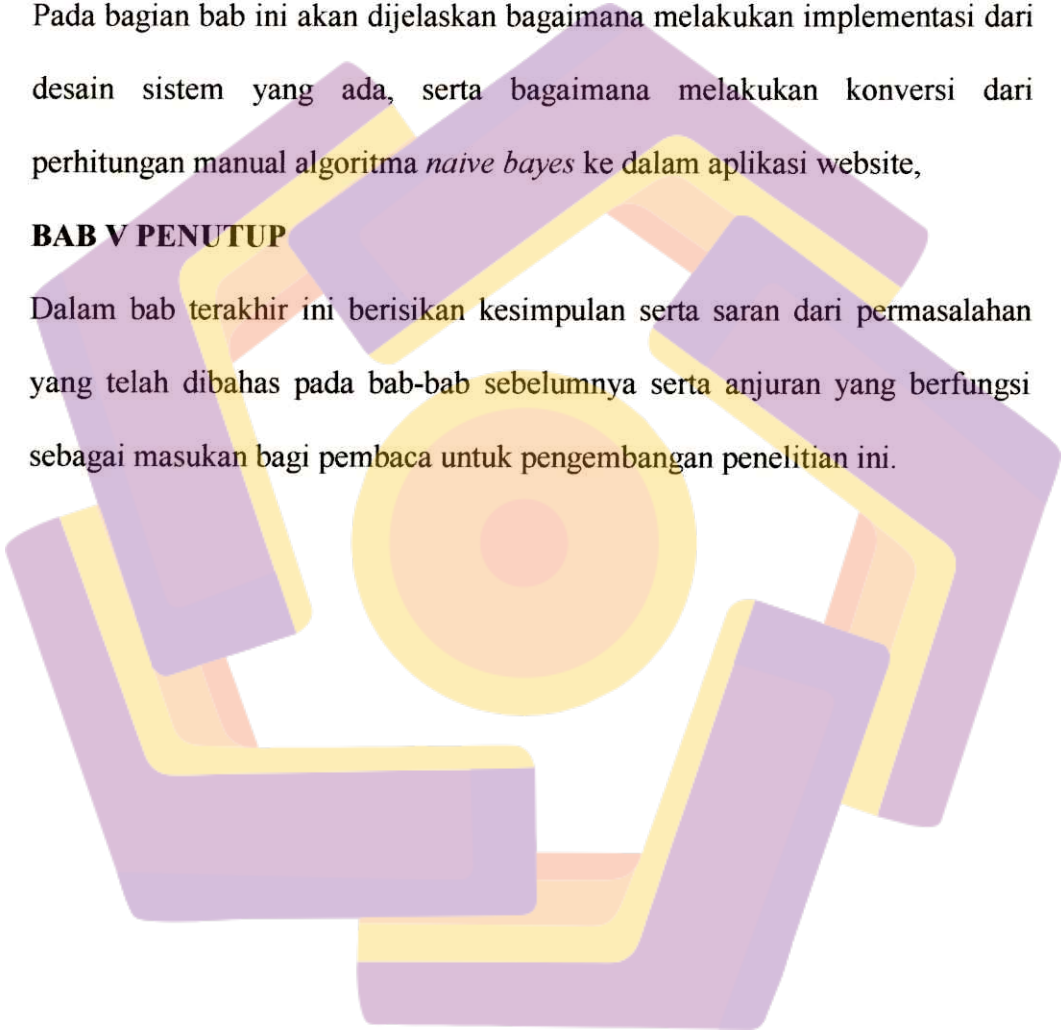 Pada bagian bab ini akan dijelaskan bagaimana melakukan implementasi dari
desain sistem yang ada, serta bagaimana melakukan konversi dari
perhitungan manual algoritma naive bayes ke dalam aplikasi website,
BAB V PENUTUP
Dalam bab terakhir ini berisikan kesimpulan serta saran dari permasalahan
yang telah dibahas pada bab-bab sebelumnya serta anjuran yang berfungsi
sebagai masukan bagi pembaca untuk pengembangan penelitian ini.